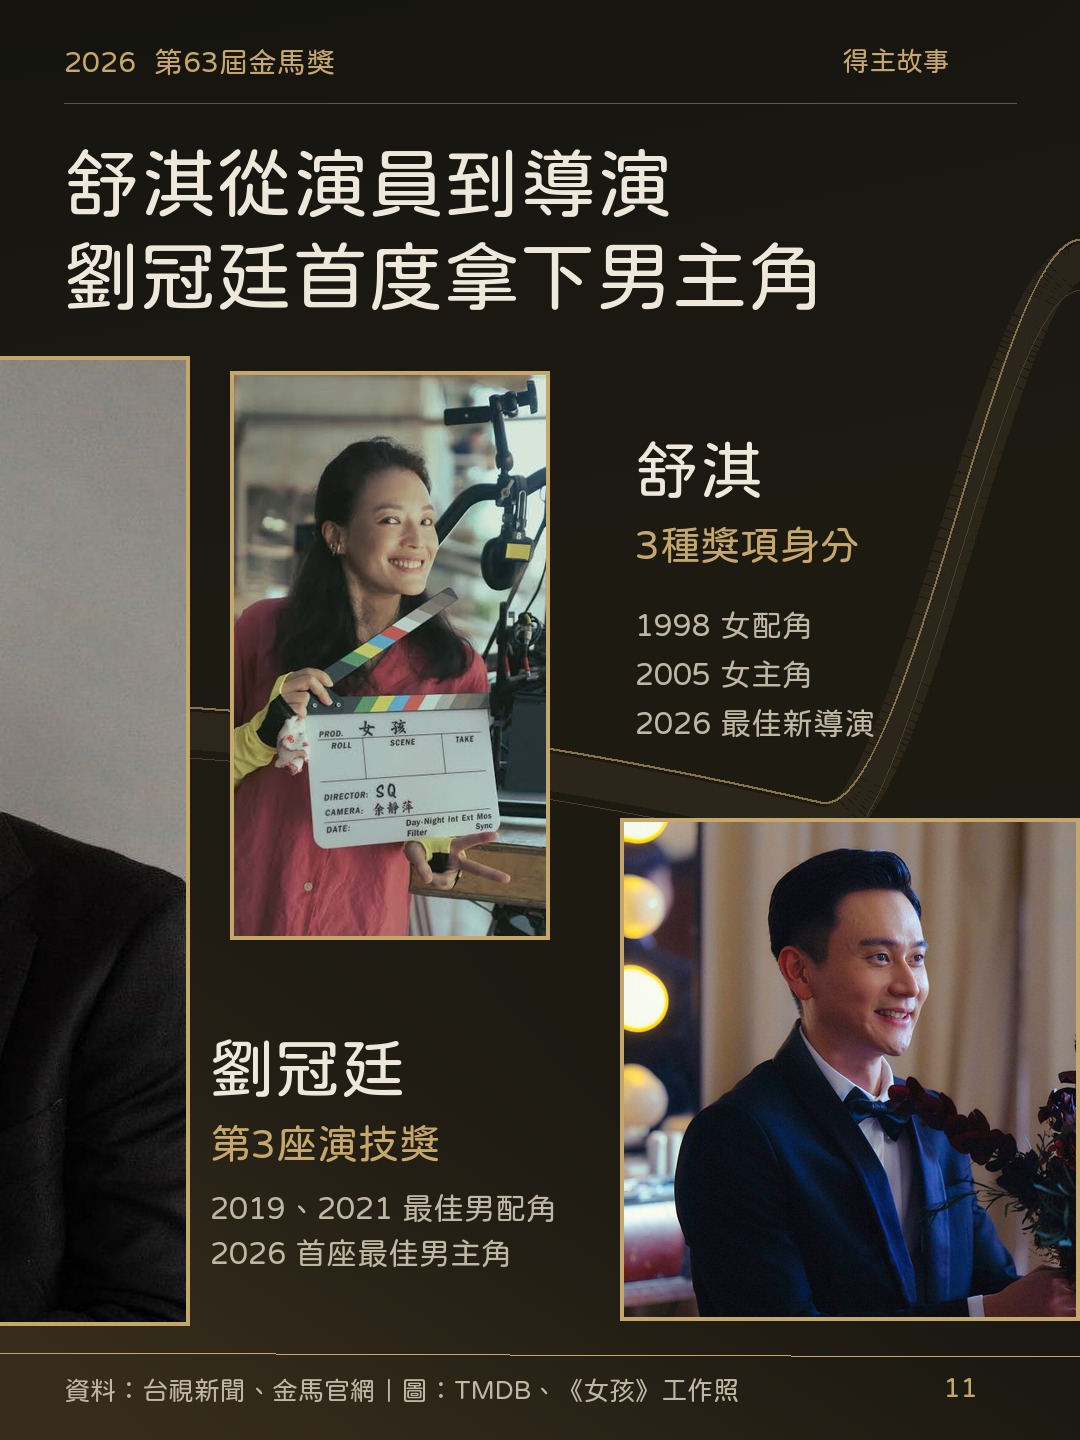 2026 第63屆金馬獎
得主故事
舒淇從演員到導演
劉冠廷首度拿下男主角
舒淇
3種獎項身分
1998 女配角
2005 女主角
2026 最佳新導演
PROD. 女 孩
ROLL SCENE TAKE
DIRECTOR: SQ
CAMERA: 余靜萍
DATE: Day-Night Int Ext Mos
Filter Sync
劉冠廷
第3座演技獎
2019、2021 最佳男配角
2026 首座最佳男主角
資料：台視新聞、金馬官網｜圖：TMDB、《女孩》工作照
11